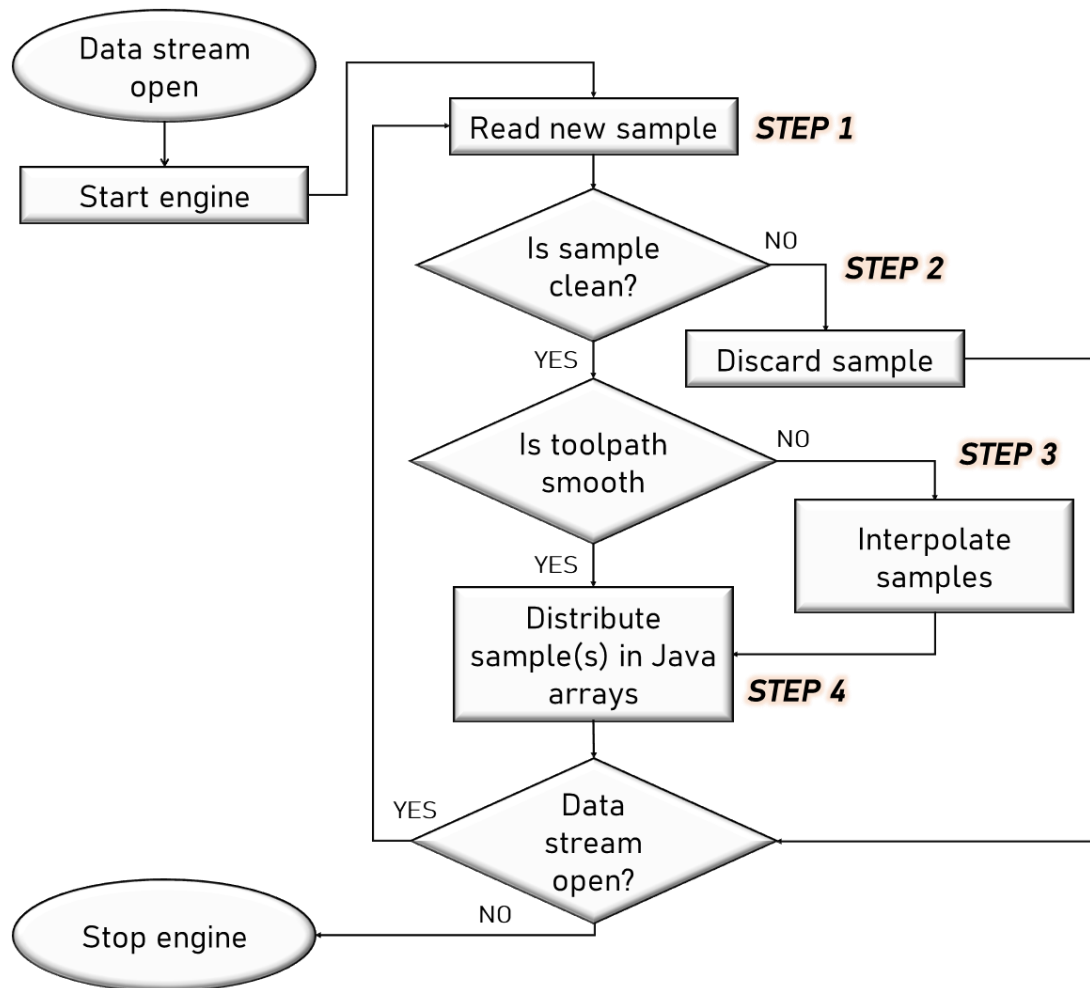 Data stream
open
Start engine
Read new sample
STEP 1
Is sample
clean?
NO
STEP 2
Discard sample
YES
Is toolpath
smooth
NO
STEP 3
Interpolate
samples
YES
Distribute
sample(s) in Java
arrays
STEP 4
Data
stream
open?
YES
NO
Stop engine